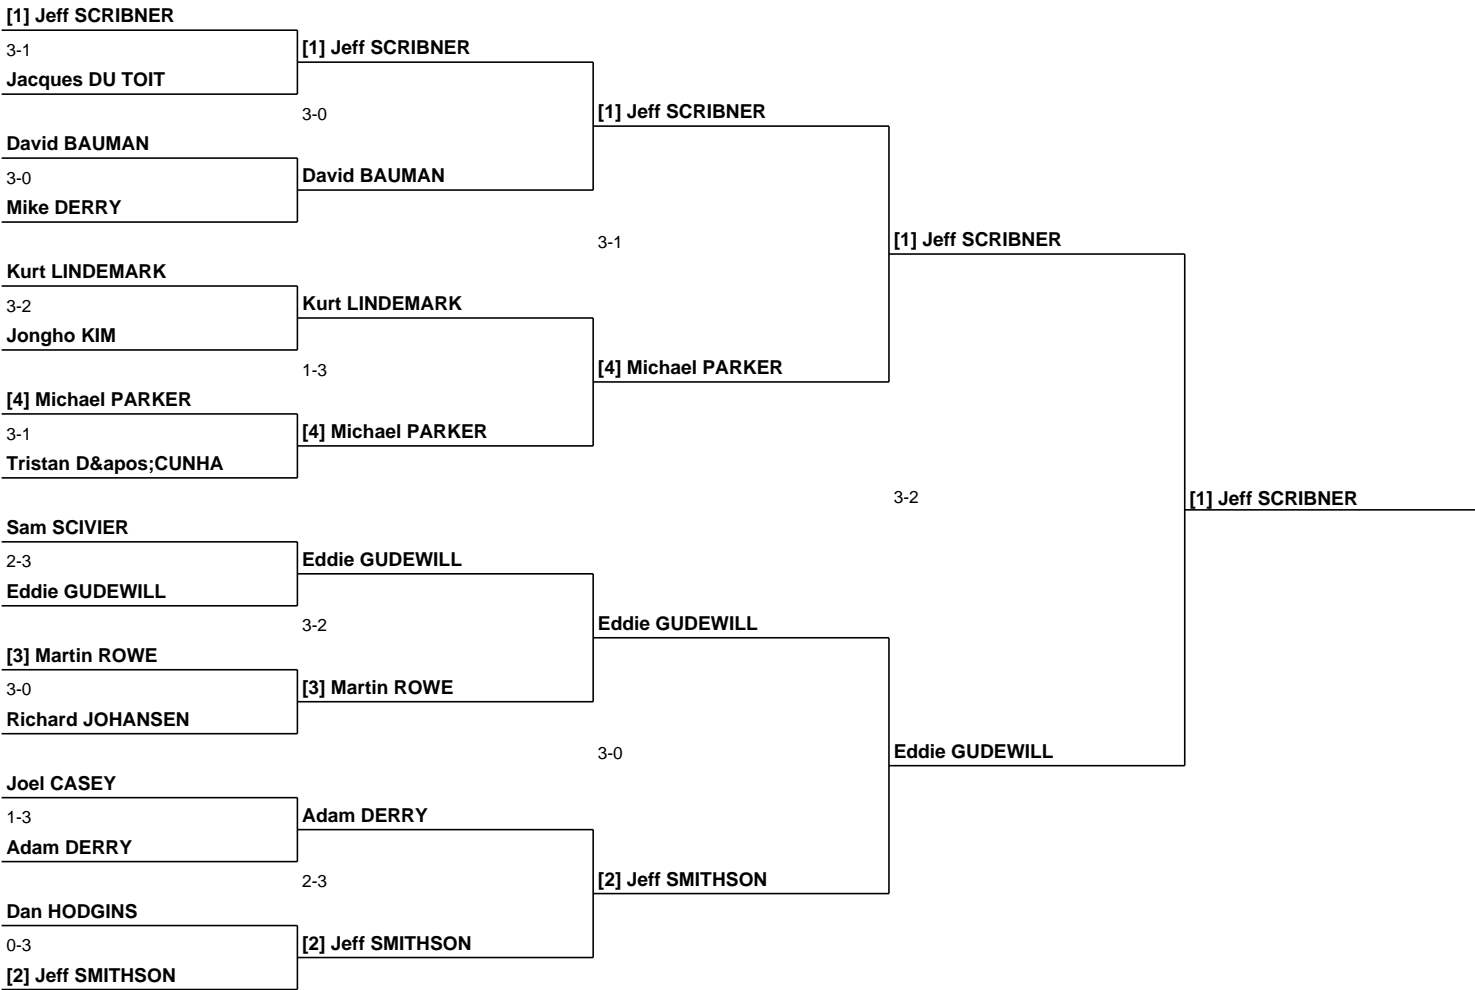 [1] Jeff SCRIBNER
3-1
Jacques DU TOIT
David BAUMAN
3-0
Mike DERRY
Kurt LINDEMARK
3-2
Jongho KIM
[4] Michael PARKER
3-1
Tristan D&apos;CUNHA
Sam SCIVIER
2-3
Eddie GUDEWILL
[3] Martin ROWE
3-0
Richard JOHANSEN
Joel CASEY
1-3
Adam DERRY
Dan HODGINS
0-3
[2] Jeff SMITHSON
[1] Jeff SCRIBNER
3-0
David BAUMAN
Kurt LINDEMARK
1-3
[4] Michael PARKER
Eddie GUDEWILL
3-2
[3] Martin ROWE
Adam DERRY
2-3
[2] Jeff SMITHSON
[1] Jeff SCRIBNER
3-1
[4] Michael PARKER
Eddie GUDEWILL
3-0
[2] Jeff SMITHSON
[1] Jeff SCRIBNER
3-2
Eddie GUDEWILL
[1] Jeff SCRIBNER